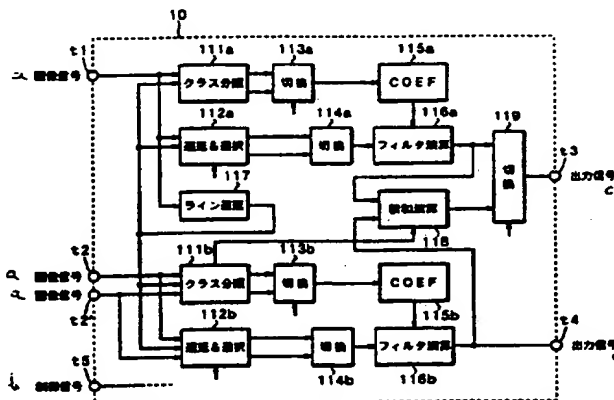 10
t1
111a
113a
115a
画像信号
クラス分類
切換
COEF
112a
114a
116a
119
遅延&選択
切換
フィルタ演算
切換
t3
117
出力信号
ライン遅延
積和演算
118
t2
111b
113b
画像信号
クラス分類
切換
COEF
画像信号
t2'
112b
115b
t4
遅延&選択
切換
フィルタ演算
出力信号
t5
114b
116b
制御信号